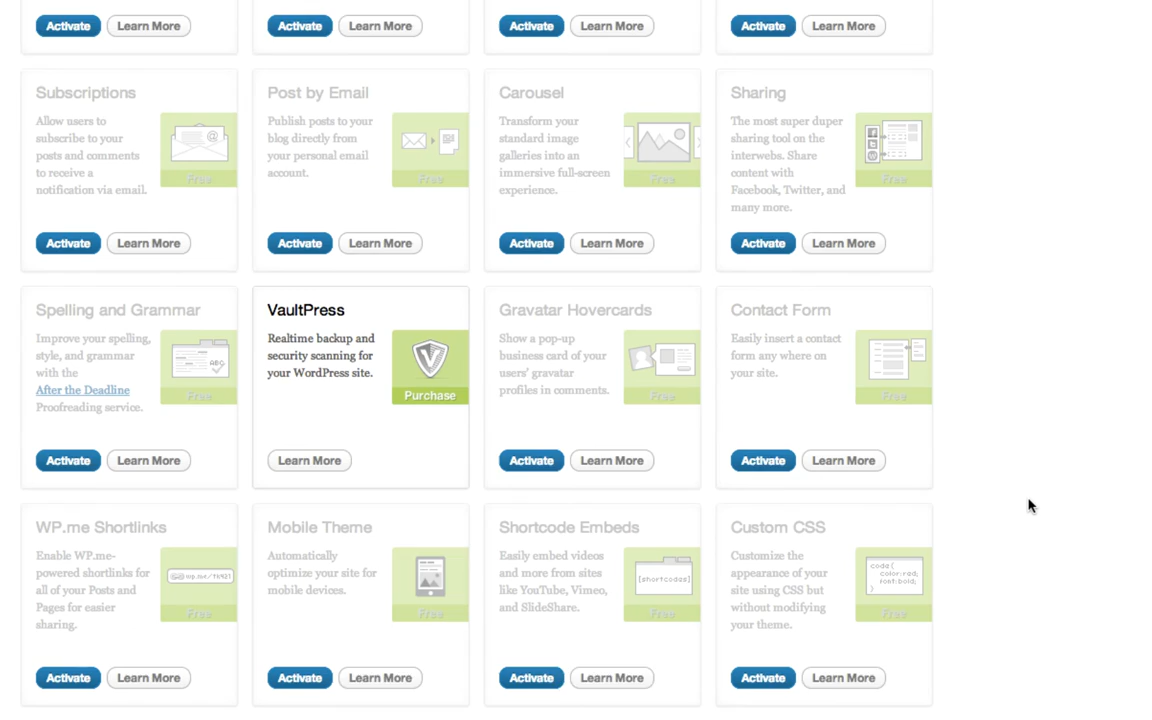 Activate Learn More
Activate Learn More
Activate Learn More
Activate Learn More
Subscriptions
Allow users to
subscribe to your
posts and comments
to receive a
notification via email.
@
Free
Activate Learn More
Post by Email
Publish posts to your
blog directly from
your personal email
account.
Free
Activate Learn More
Carousel
Transform your
standard image
galleries into an
immersive full-screen
experience.
Free
Activate Learn More
Sharing
The most super duper
sharing tool on the
interwebs. Share
content with
Facebook, Twitter, and
many more.
Free
Activate Learn More
Spelling and Grammar
Improve your spelling,
style, and grammar
with the
After the Deadline
Proofreading service.
ABC
Free
Activate Learn More
VaultPress
Realtime backup and
security scanning for
your WordPress site.
V
Purchase
Learn More
Gravatar Hovercards
Show a pop-up
business card of your
users' gravatar
profiles in comments.
Free
Activate Learn More
Contact Form
Easily insert a contact
form any where on
your site.
Free
Activate Learn More
WP.me Shortlinks
Enable WP.me-
powered shortlinks for
all of your Posts and
Pages for easier
sharing.
Free
Activate Learn More
Mobile Theme
Automatically
optimize your site for
mobile devices.
Free
Activate Learn More
Shortcode Embeds
Easily embed videos
and more from sites
like YouTube, Vimeo,
and SlideShare.
[shortcodes]
Free
Activate Learn More
Custom CSS
Customize the
appearance of your
site using CSS but
without modifying
your theme.
code{
color:red;
font:bold;
}
Free
Activate Learn More